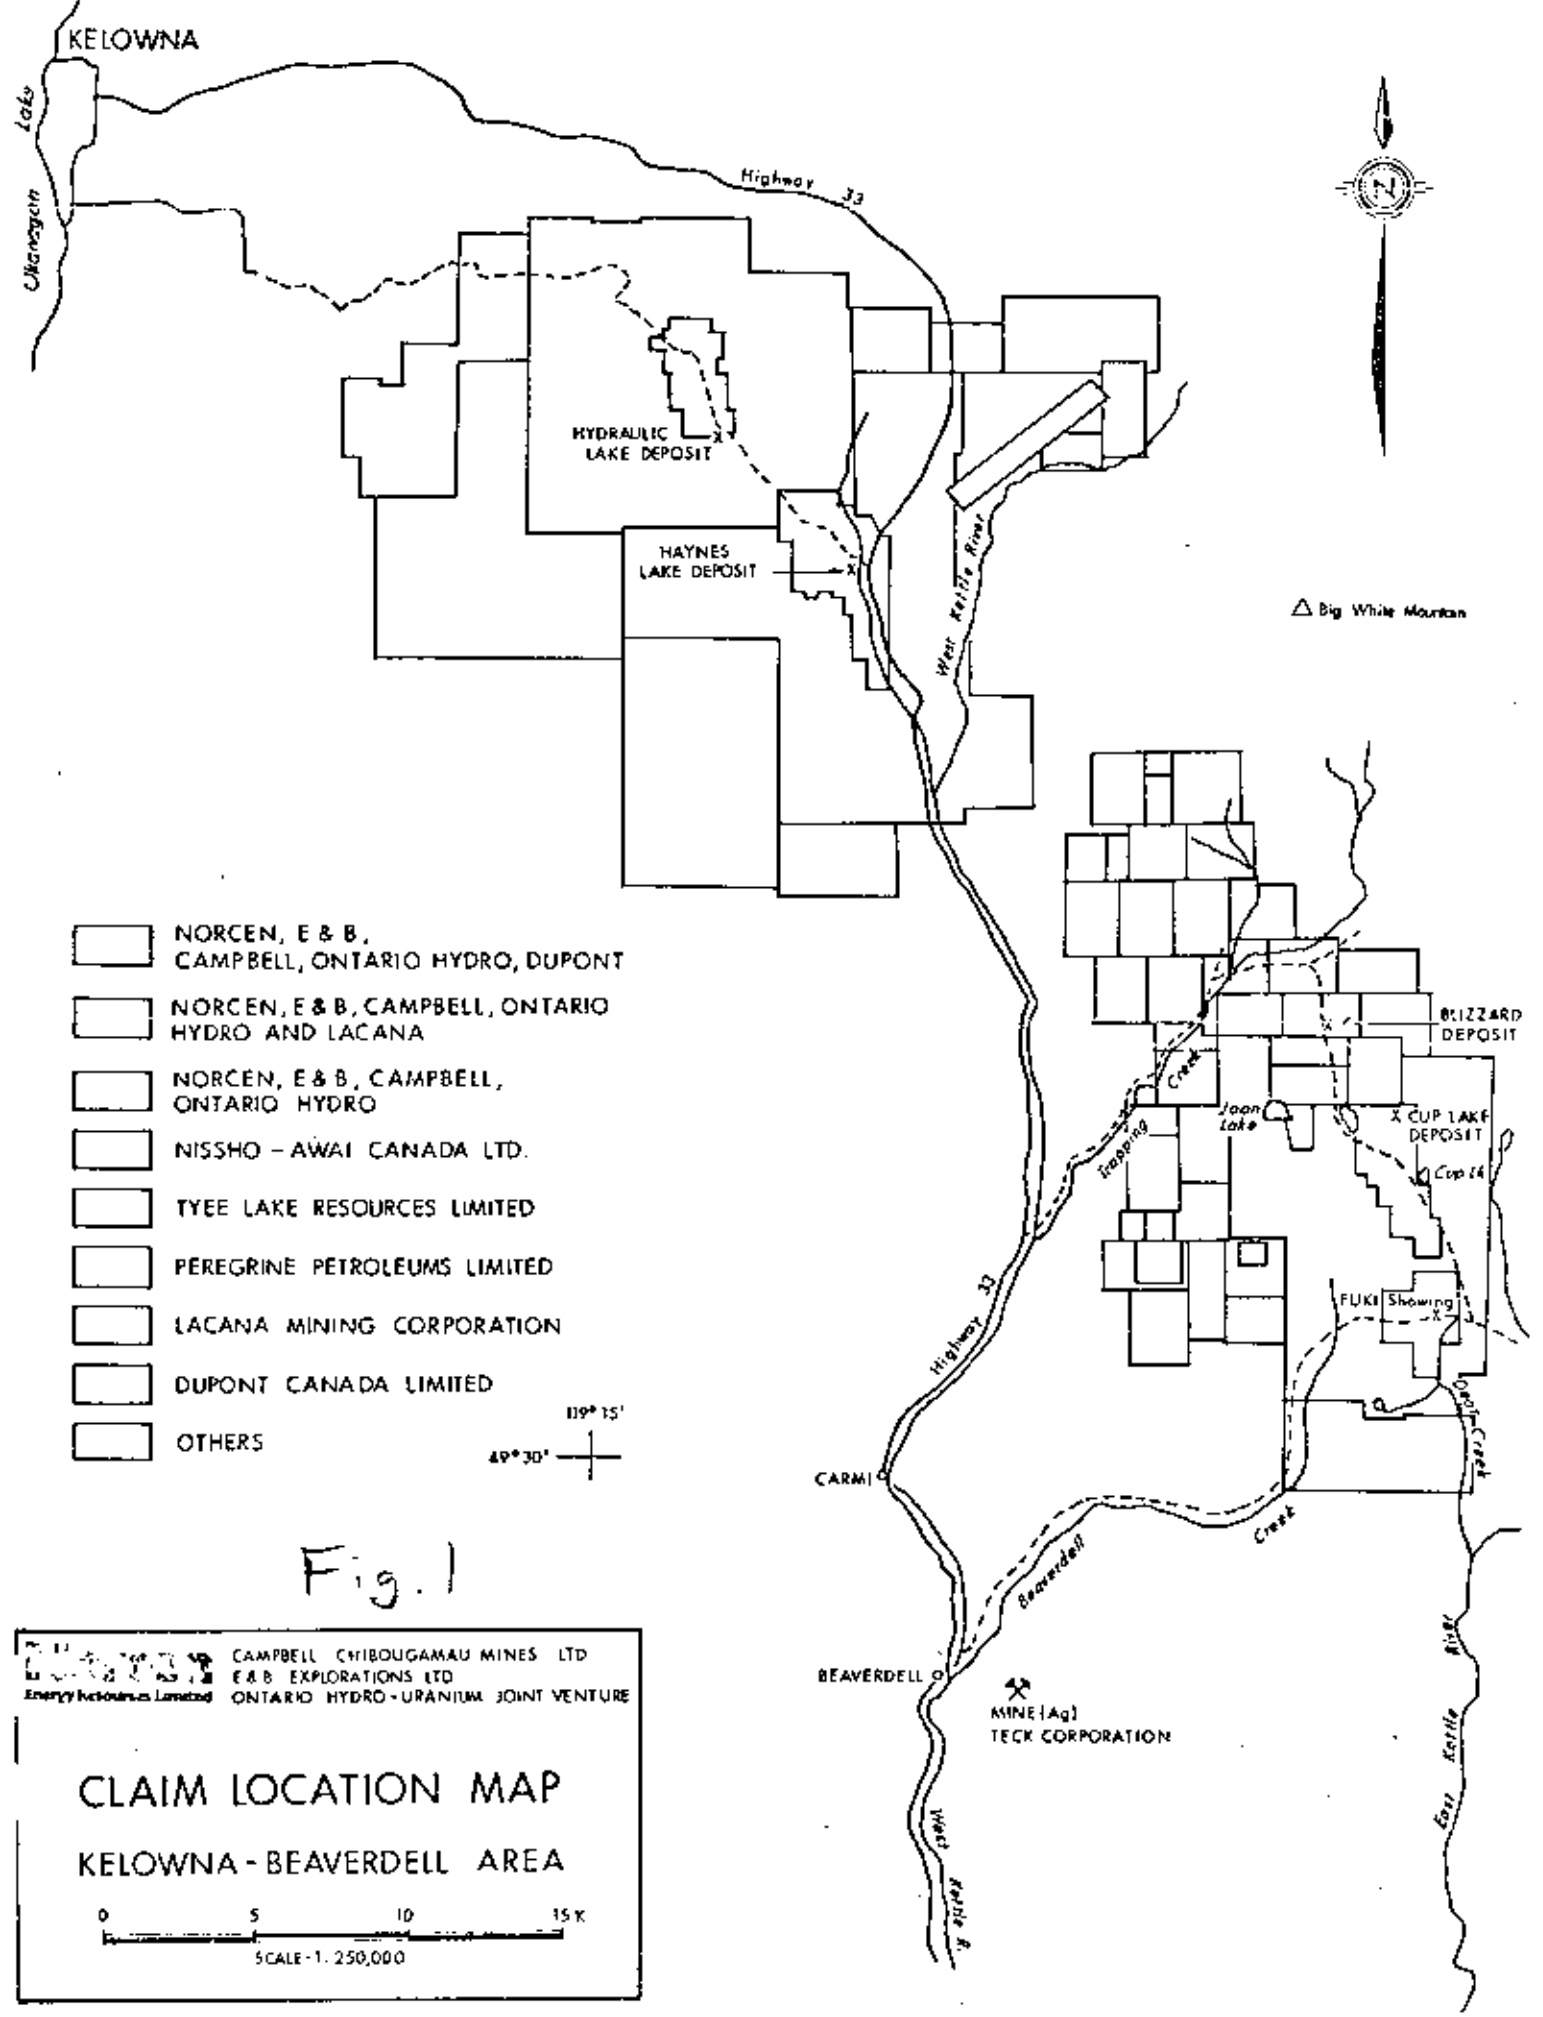 KELOWNA
Lake
Okanagan
Highway 33
HYDRAULIC
LAKE DEPOSIT
HAYNES
LAKE DEPOSIT
West Kettle River
N
Big White Mountain
NORCEN, E & B,
CAMPBELL, ONTARIO HYDRO, DUPONT
NORCEN, E & B, CAMPBELL, ONTARIO
HYDRO AND LACANA
NORCEN, E & B, CAMPBELL,
ONTARIO HYDRO
NISSHO - AWAI CANADA LTD.
TYEE LAKE RESOURCES LIMITED
PEREGRINE PETROLEUMS LIMITED
LACANA MINING CORPORATION
DUPONT CANADA LIMITED
OTHERS
119° 15'
49° 30'
BLIZZARD
DEPOSIT
Creek
Trapping
Joan
Lake
X CUP LAKE
DEPOSIT
Cup Lk
FUKI Showing
Highway 33
Creek
CARMI
Beaverdell
Creek
BEAVERDELL
MINE (Ag)
TECK CORPORATION
West Kettle R.
East Kettle River
Fig. 1
Energy Resources Limited
CAMPBELL CHIBOUGAMAU MINES LTD
E & B EXPLORATIONS LTD
ONTARIO HYDRO - URANIUM JOINT VENTURE
CLAIM LOCATION MAP
KELOWNA - BEAVERDELL AREA
0 5 10 15 K
SCALE - 1: 250,000